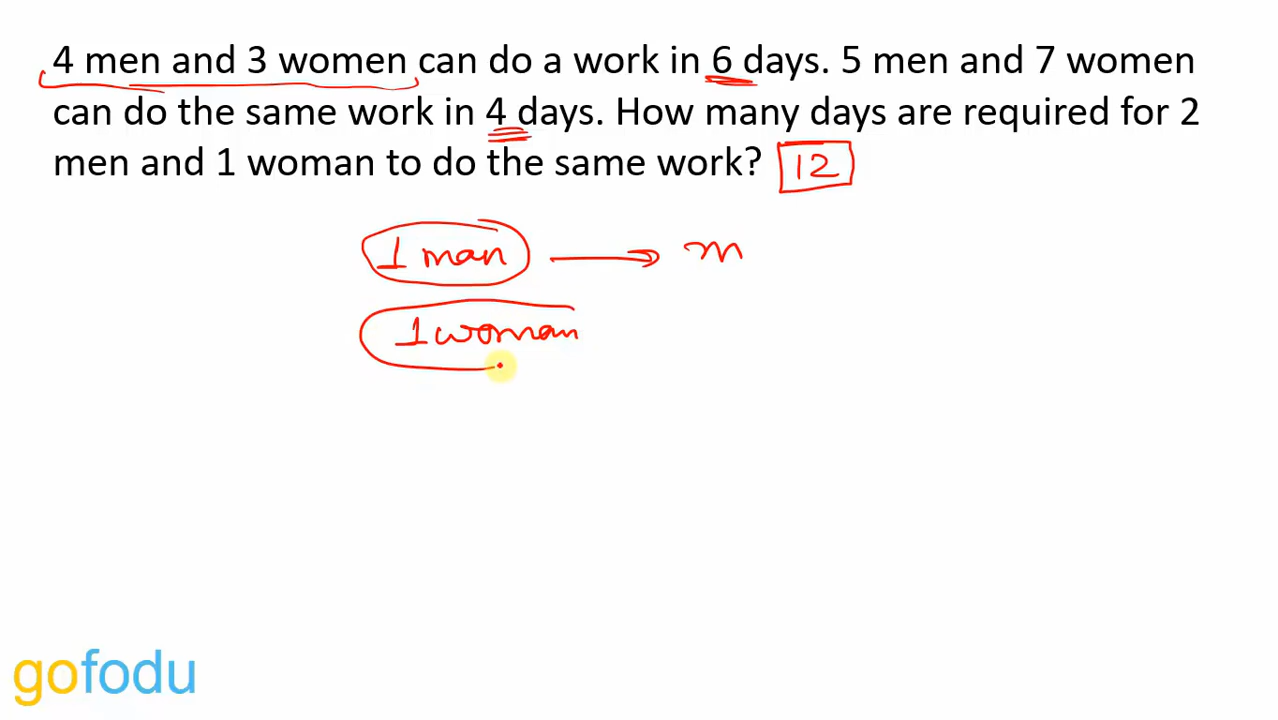 4 men and 3 women can do a work in 6 days. 5 men and 7 women
can do the same work in 4 days. How many days are required for 2
men and 1 woman to do the same work? 12
1 man → m
1 woman
gofodu